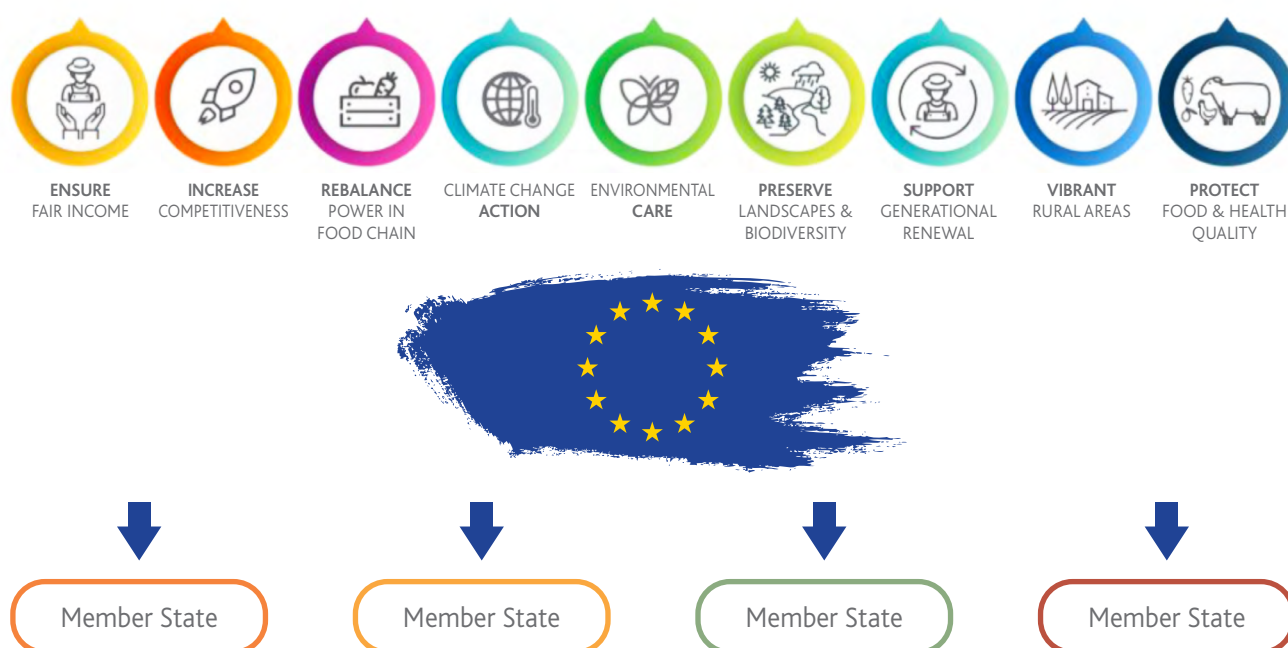 ENSURE
FAIR INCOME
INCREASE
COMPETITIVENESS
REBALANCE
POWER IN
FOOD CHAIN
CLIMATE CHANGE
ACTION
ENVIRONMENTAL
CARE
PRESERVE
LANDSCAPES &
BIODIVERSITY
SUPPORT
GENERATIONAL
RENEWAL
VIBRANT
RURAL AREAS
PROTECT
FOOD & HEALTH
QUALITY
Member State
Member State
Member State
Member State